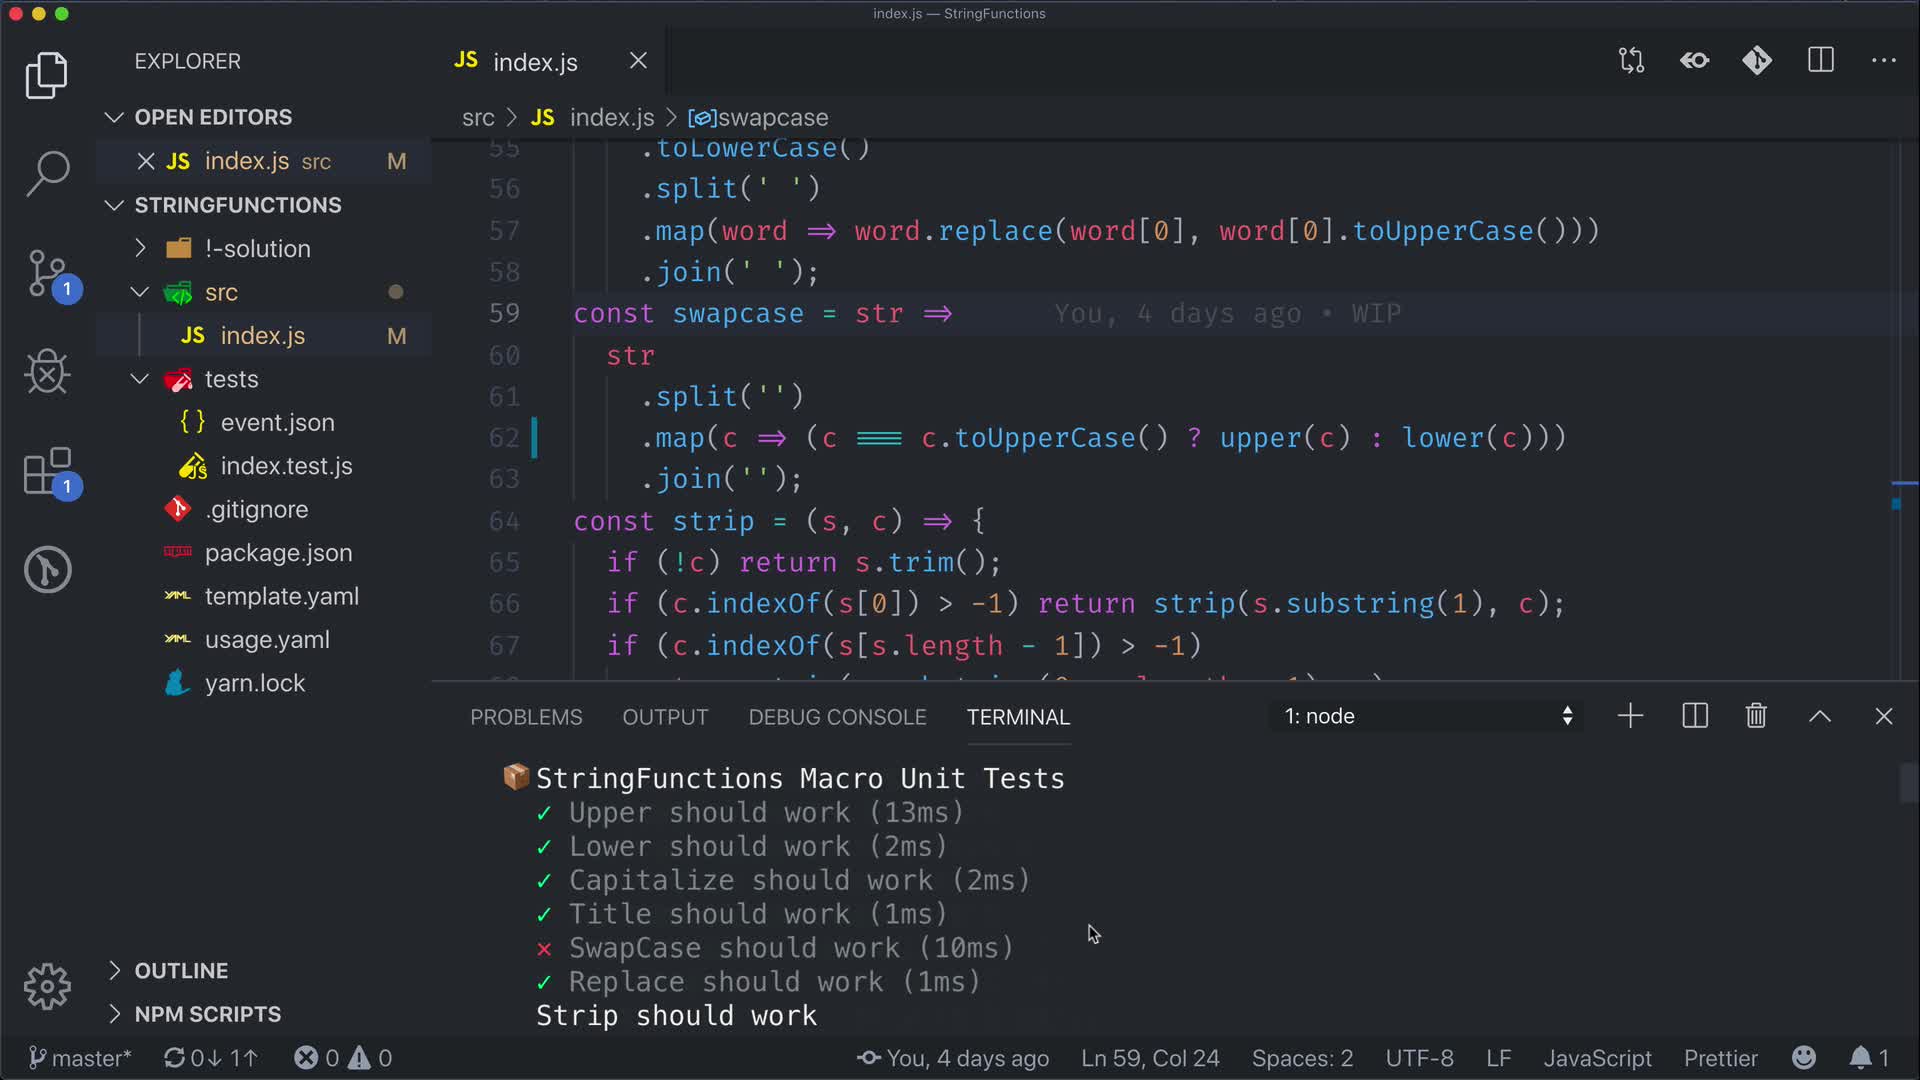 index.js — StringFunctions
EXPLORER
OPEN EDITORS
JS index.js src M
STRINGFUNCTIONS
!-solution
src
JS index.js M
tests
{ } event.json
index.test.js
.gitignore
package.json
template.yaml
usage.yaml
yarn.lock
OUTLINE
NPM SCRIPTS
1
1
JS index.js
src > JS index.js > swapcase
55 .toLowerCase()
56 .split(' ')
57 .map(word => word.replace(word[0], word[0].toUpperCase()))
58 .join(' ');
59 const swapcase = str => You, 4 days ago • WIP
60 str
61 .split('')
62 .map(c => (c === c.toUpperCase() ? upper(c) : lower(c)))
63 .join('');
64 const strip = (s, c) => {
65 if (!c) return s.trim();
66 if (c.indexOf(s[0]) > -1) return strip(s.substring(1), c);
67 if (c.indexOf(s[s.length - 1]) > -1)
PROBLEMS OUTPUT DEBUG CONSOLE TERMINAL 1: node
📦 StringFunctions Macro Unit Tests
✓ Upper should work (13ms)
✓ Lower should work (2ms)
✓ Capitalize should work (2ms)
✓ Title should work (1ms)
✕ SwapCase should work (10ms)
✓ Replace should work (1ms)
Strip should work
master* 0↓ 1↑ 0 0 You, 4 days ago Ln 59, Col 24 Spaces: 2 UTF-8 LF JavaScript Prettier 1